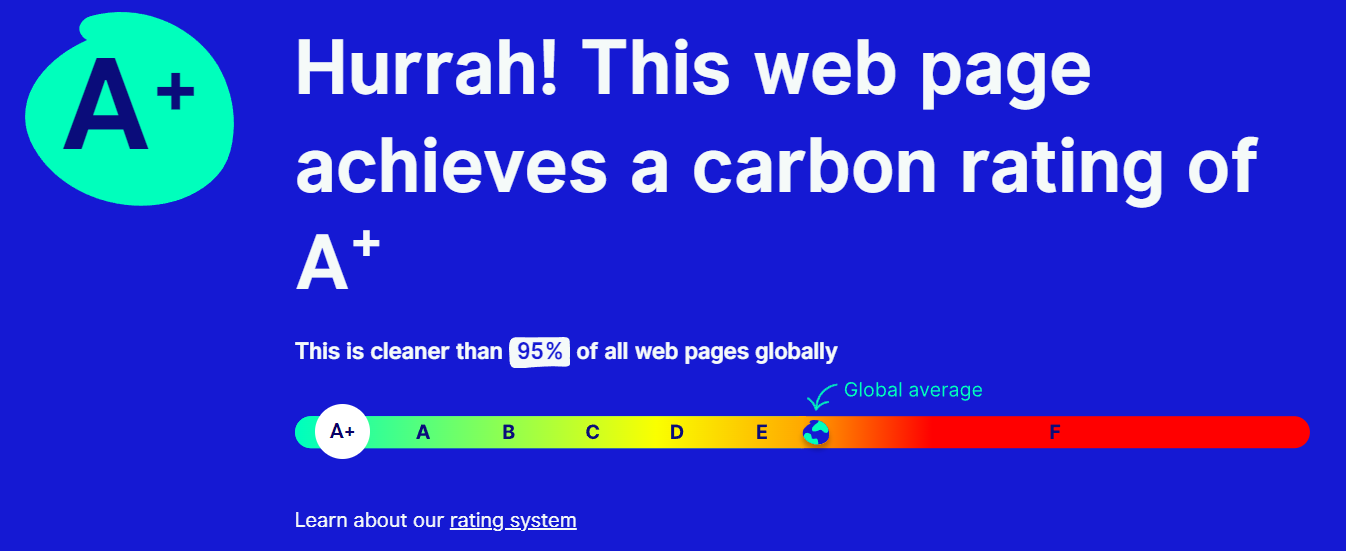 A+
Hurrah! This web page
achieves a carbon rating of
A+
This is cleaner than 95% of all web pages globally
Global average
A+ A B C D E F
Learn about our rating system